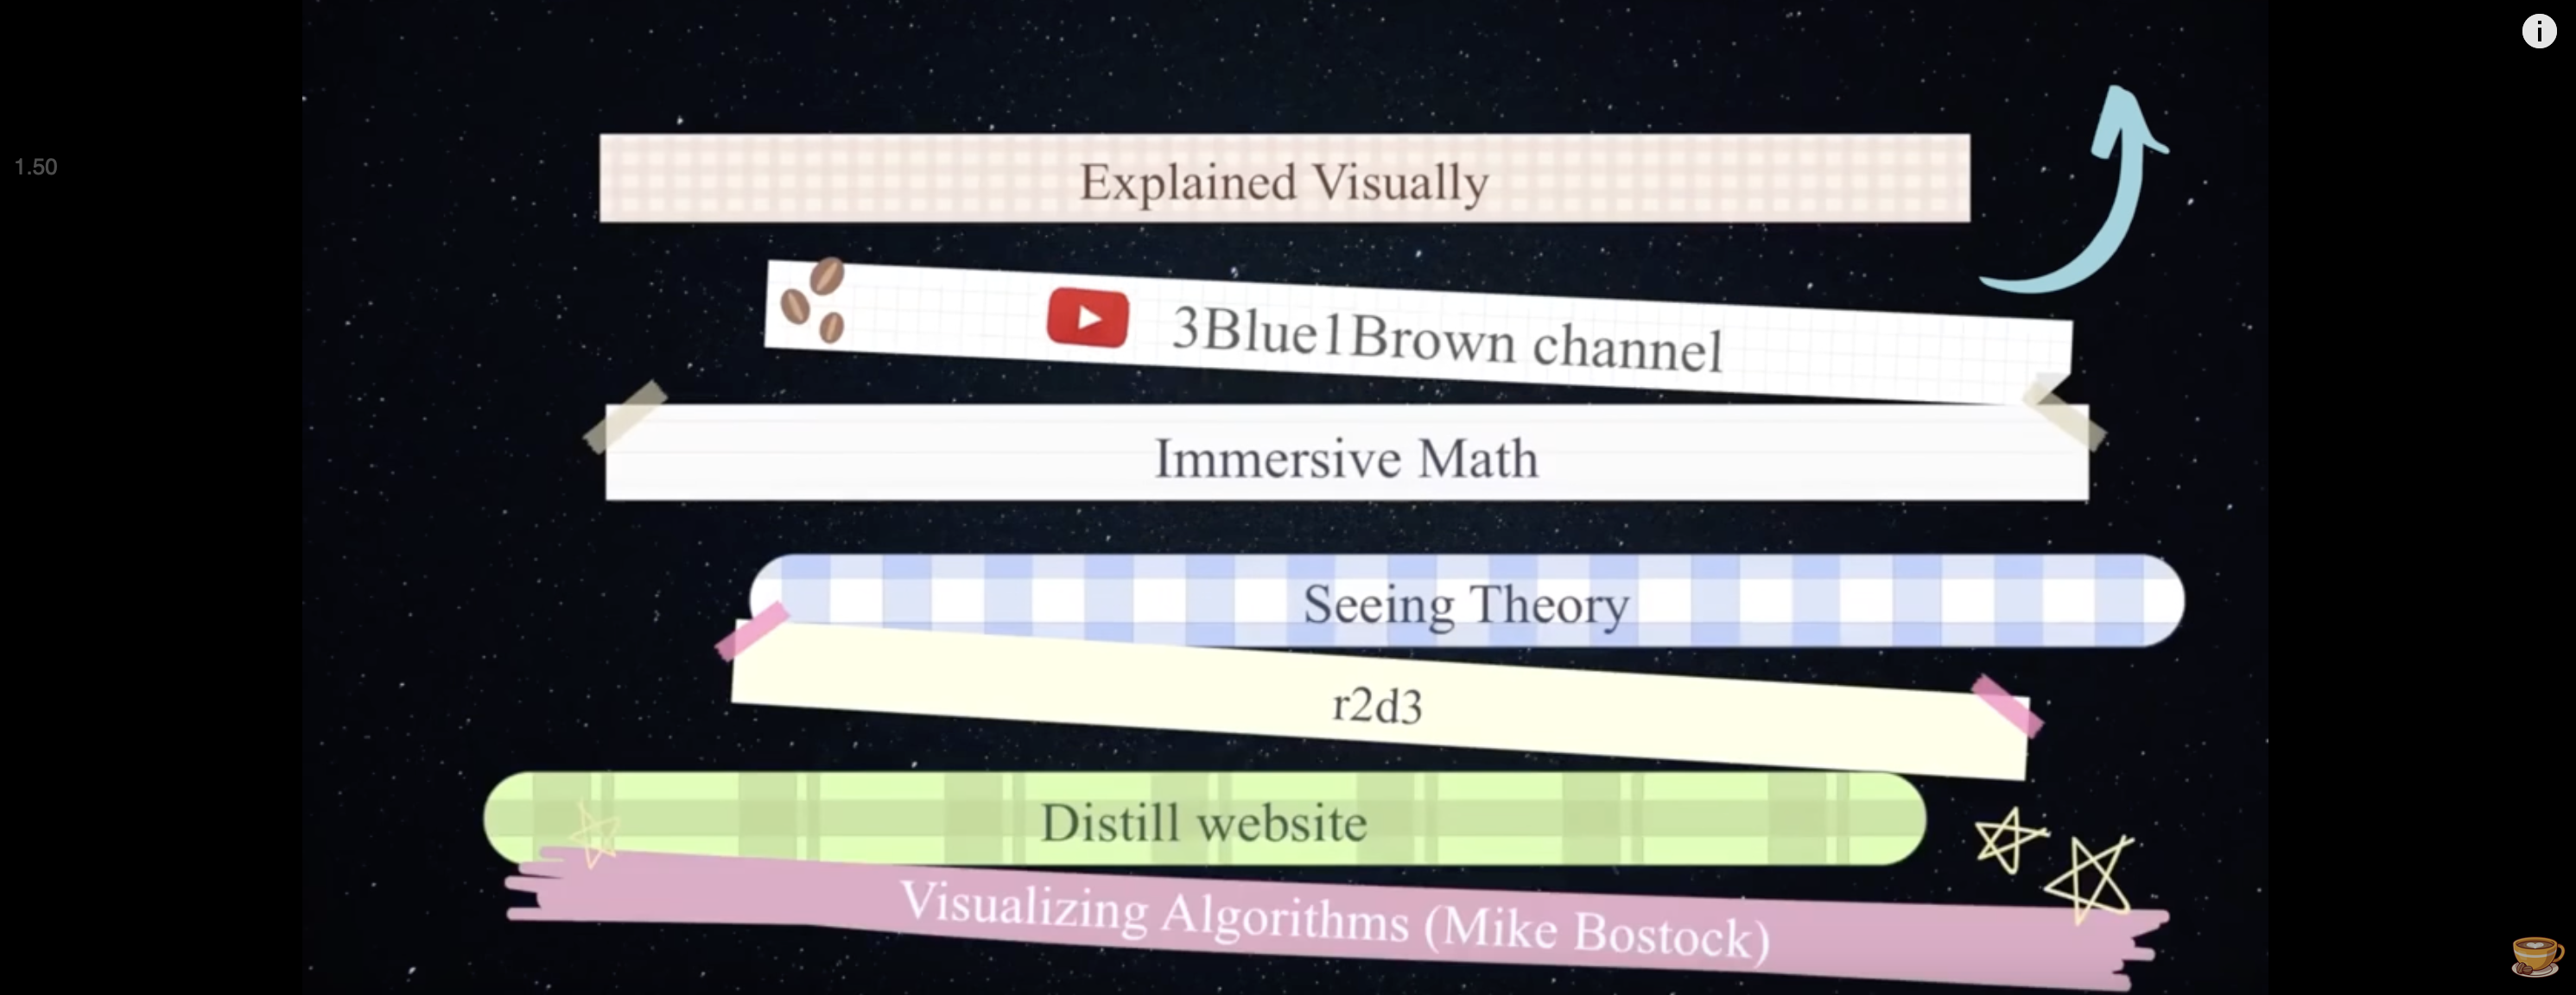 1.50
Explained Visually
3Blue1Brown channel
Immersive Math
Seeing Theory
r2d3
Distill website
Visualizing Algorithms (Mike Bostock)